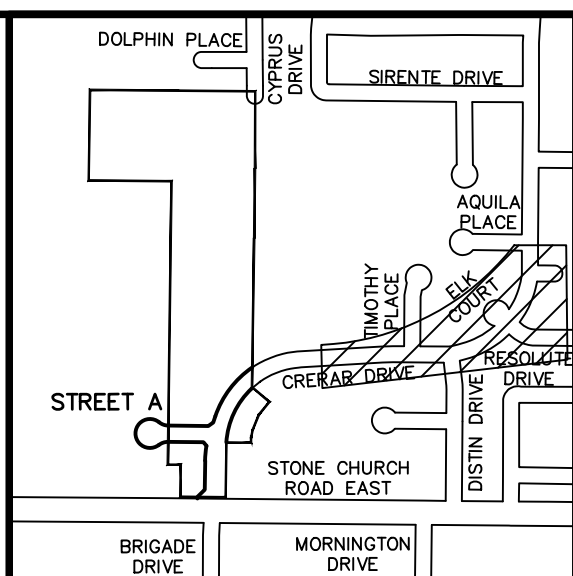 DOLPHIN PLACE
CYPRUS
DRIVE
SIRENTE DRIVE
AQUILA
PLACE
TIMOTHY
PLACE
ELK
COURT
RESOLUTE
DRIVE
CRERAR DRIVE
STREET A
DISTIN DRIVE
STONE CHURCH
ROAD EAST
BRIGADE
DRIVE
MORNINGTON
DRIVE